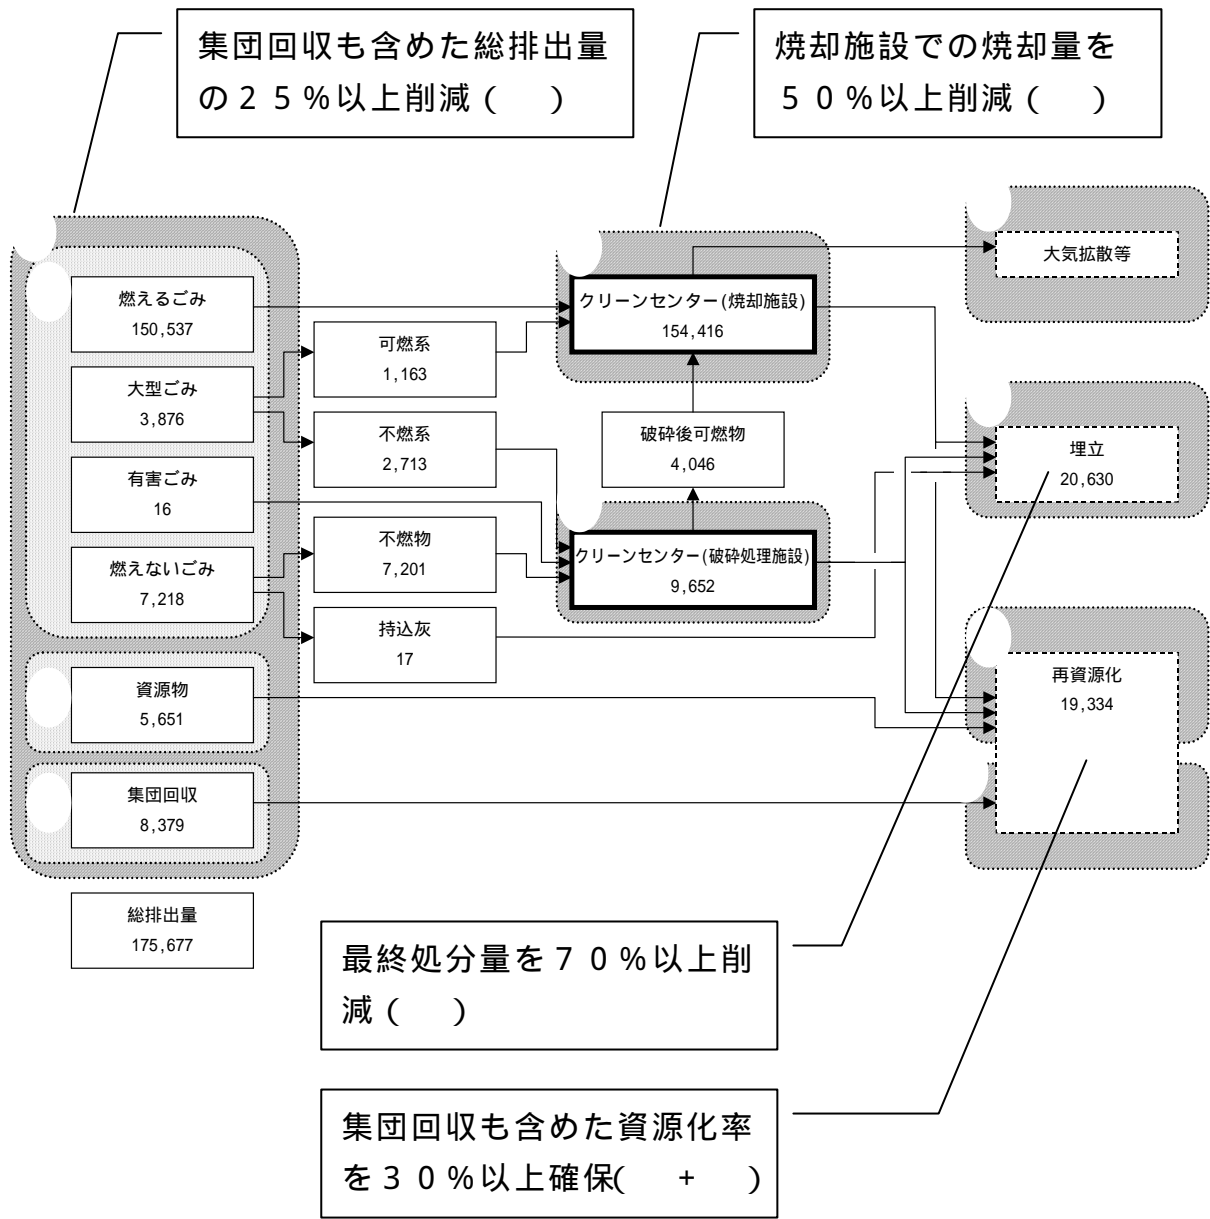 集団回収も含めた総排出量
の２５%以上削減（　）
焼却施設での焼却量を
５０%以上削減（　）
大気拡散等
燃えるごみ
150,537
クリーンセンター(焼却施設)
154,416
可燃系
1,163
大型ごみ
3,876
不燃系
2,713
破砕後可燃物
4,046
埋立
20,630
有害ごみ
16
不燃物
7,201
クリーンセンター(破砕処理施設)
9,652
燃えないごみ
7,218
持込灰
17
資源物
5,651
再資源化
19,334
集団回収
8,379
総排出量
175,677
最終処分量を７０%以上削
減（　）
集団回収も含めた資源化率
を３０%以上確保(　+　)